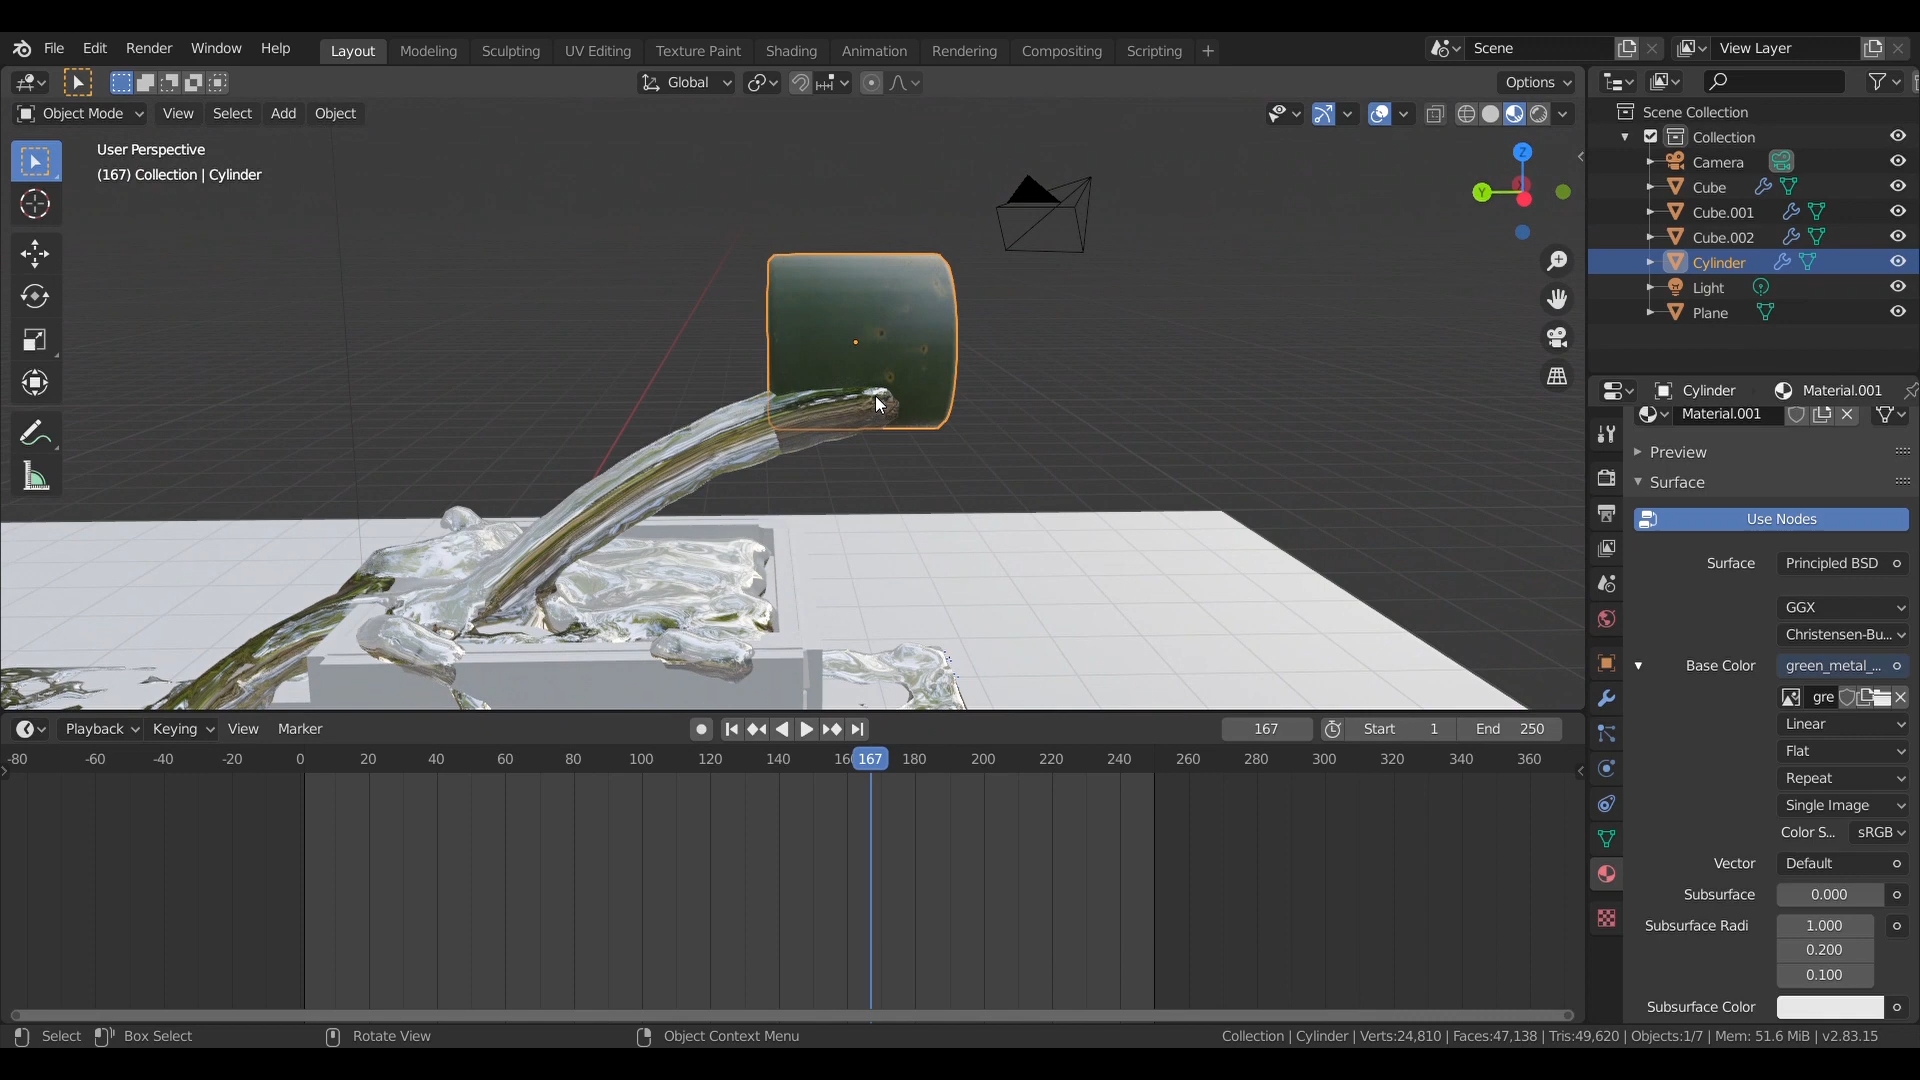 File Edit Render Window Help Layout Modeling Sculpting UV Editing Texture Paint Shading Animation Rendering Compositing Scripting + Scene View Layer
Global Options
Object Mode View Select Add Object
User Perspective
(167) Collection | Cylinder
Z
Y
Scene Collection
Collection
Camera
Cube
Cube.001
Cube.002
Cylinder
Light
Plane
Cylinder Material.001
Material.001
Preview
Surface
Use Nodes
Surface Principled BSD
GGX
Christensen-Bu...
Base Color green_metal_...
gre
Linear
Flat
Repeat
Single Image
Color S... sRGB
Vector Default
Subsurface 0.000
Subsurface Radi 1.000
0.200
0.100
Subsurface Color
Playback Keying View Marker 167 Start 1 End 250
-80 -60 -40 -20 0 20 40 60 80 100 120 140 16 167 180 200 220 240 260 280 300 320 340 360
Select Box Select Rotate View Object Context Menu Collection | Cylinder | Verts:24,810 | Faces:47,138 | Tris:49,620 | Objects:1/7 | Mem: 51.6 MiB | v2.83.15